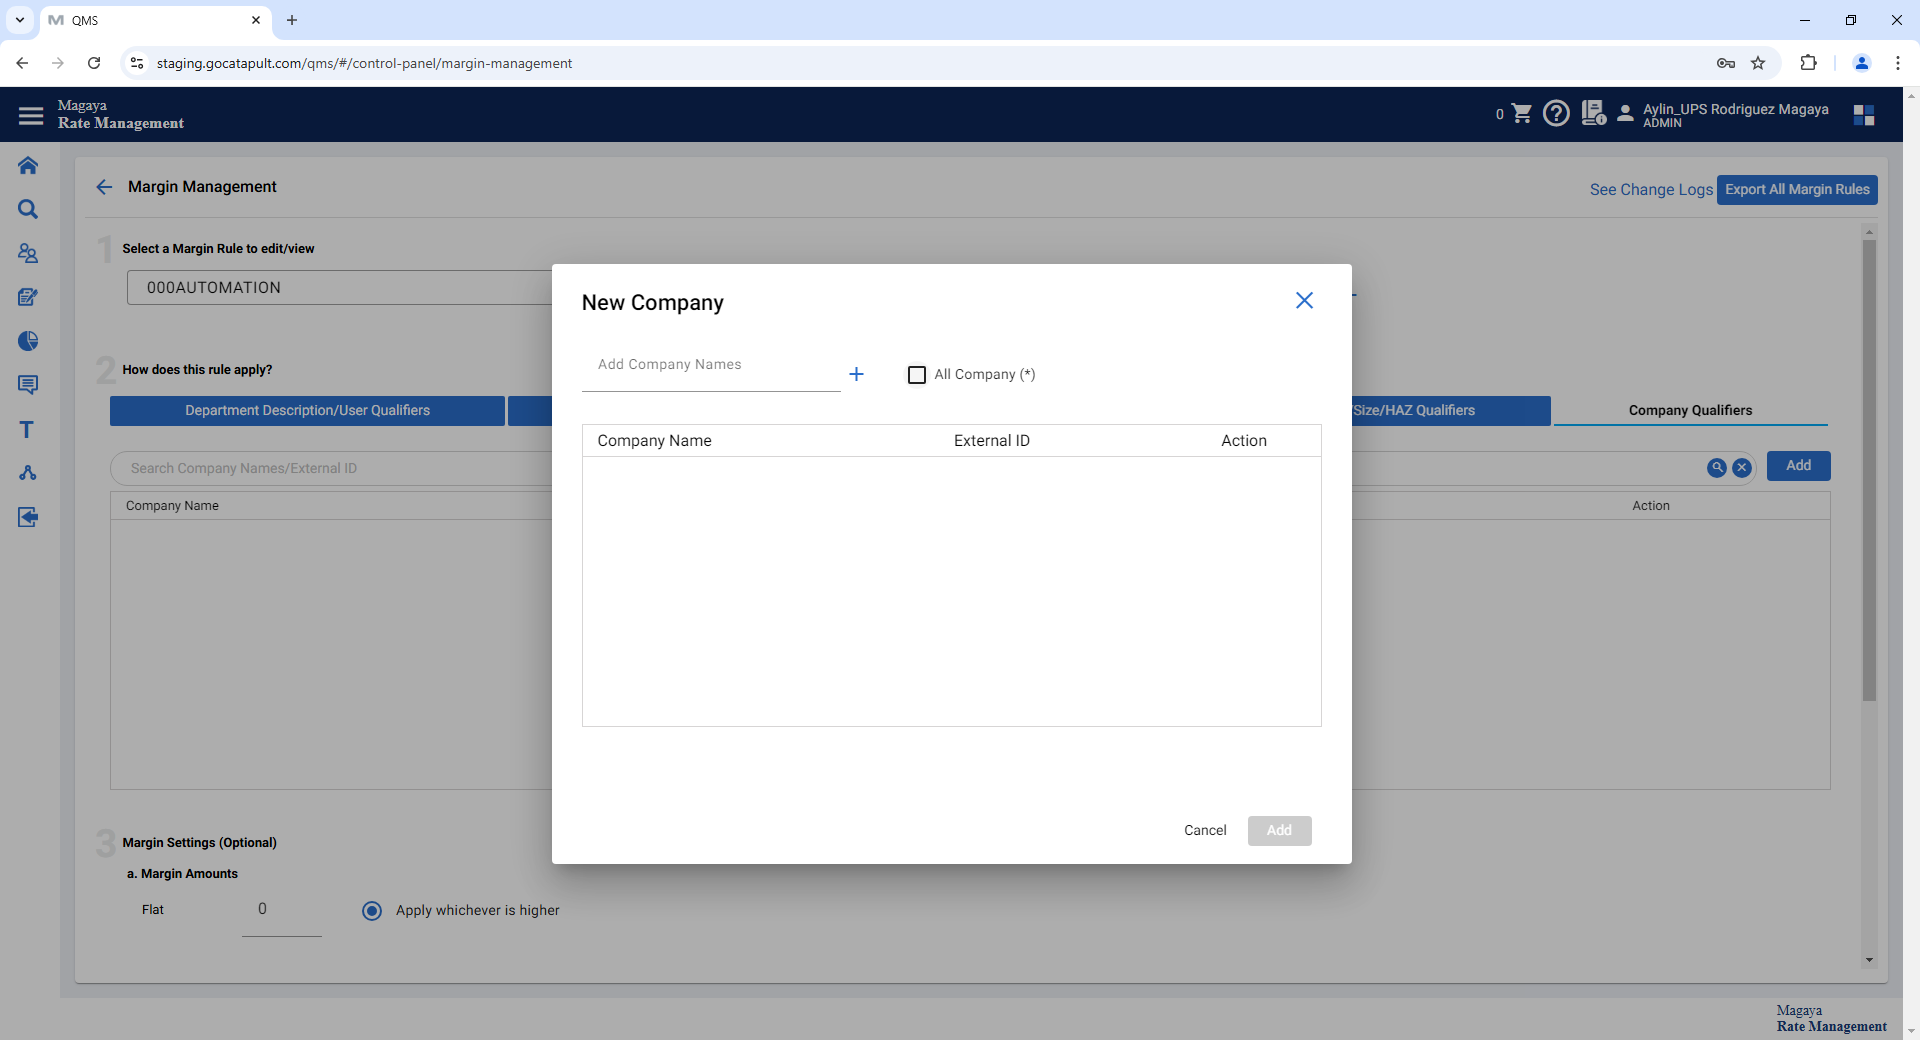 QMS
staging.gocatapult.com/qms/#/control-panel/margin-management
Magaya
Rate Management
0
Aylin_UPS Rodriguez Magaya
ADMIN
Margin Management
See Change Logs
Export All Margin Rules
1
Select a Margin Rule to edit/view
000AUTOMATION
2
How does this rule apply?
Department Description/User Qualifiers
/Size/HAZ Qualifiers
Company Qualifiers
Search Company Names/External ID
Add
Company Name
Action
New Company
Add Company Names
All Company (*)
Company Name
External ID
Action
Cancel
Add
3
Margin Settings (Optional)
a. Margin Amounts
Flat
0
Apply whichever is higher
Magaya
Rate Management